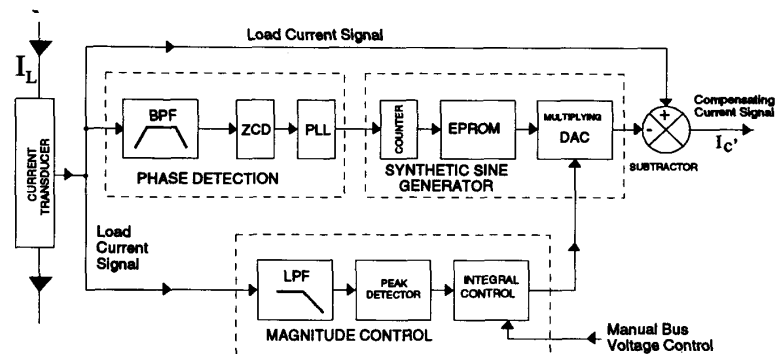 Load Current Signal
I_L
CURRENT
TRANSDUCER
BPF
ZCD
PLL
PHASE DETECTION
COUNTER
EPROM
MULTIPLYING
DAC
SYNTHETIC SINE
GENERATOR
+
-
SUBTRACTOR
Compensating
Current Signal
I_C'
Load
Current
Signal
LPF
PEAK
DETECTOR
INTEGRAL
CONTROL
MAGNITUDE CONTROL
Manual Bus
Voltage Control